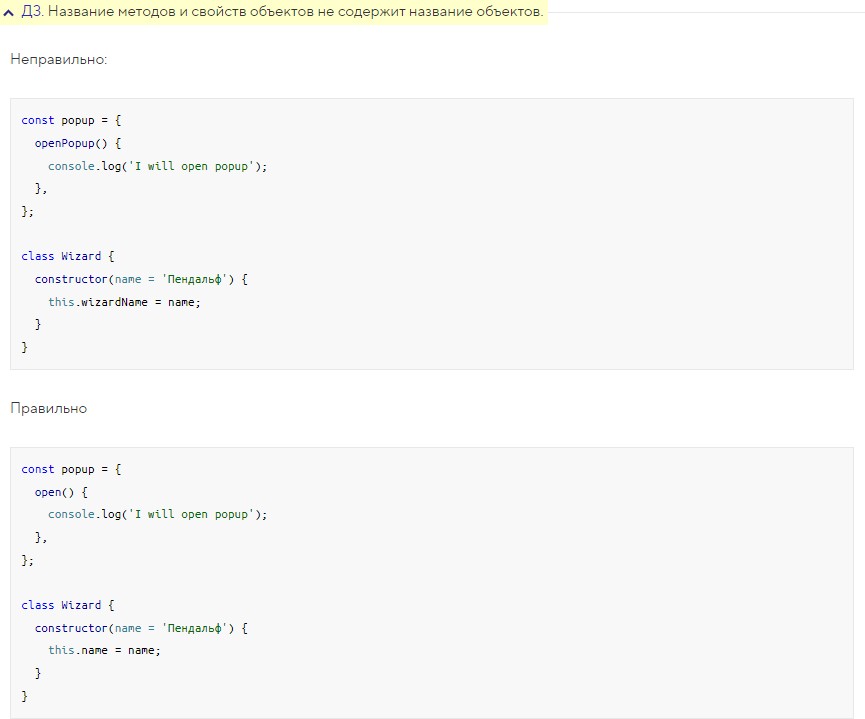 Д3. Название методов и свойств объектов не содержит название объектов.
Неправильно:
const popup = {
  openPopup() {
    console.log('I will open popup');
  },
};

class Wizard {
  constructor(name = 'Пендальф') {
    this.wizardName = name;
  }
}
Правильно
const popup = {
  open() {
    console.log('I will open popup');
  },
};

class Wizard {
  constructor(name = 'Пендальф') {
    this.name = name;
  }
}